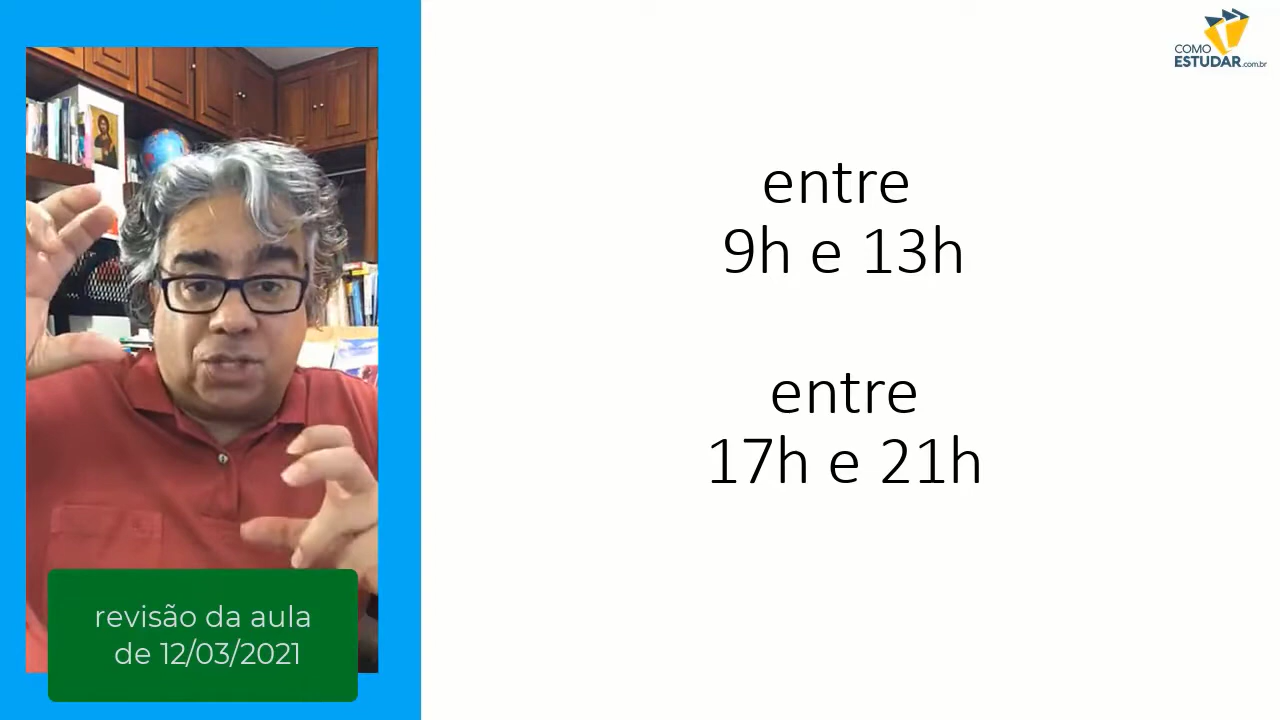 COMO
ESTUDAR.com.br
entre
9h e 13h
entre
17h e 21h
revisão da aula
de 12/03/2021